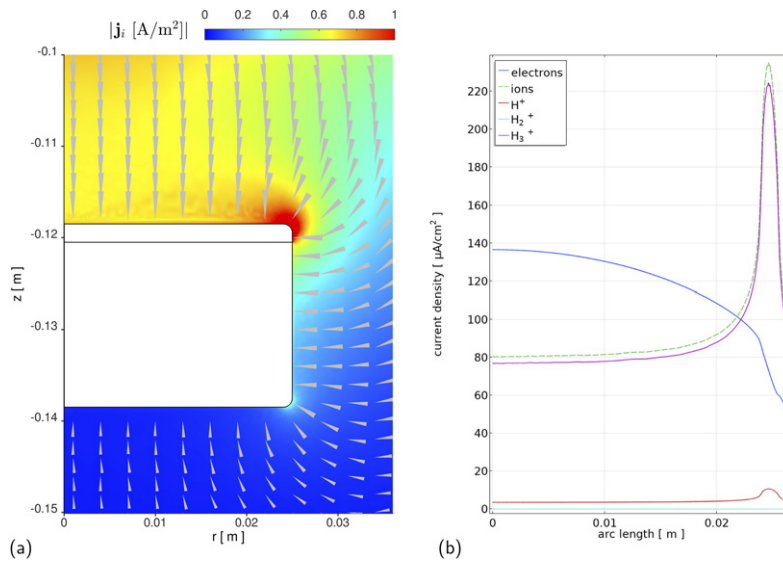 |j_i [A/m²]|
0 0.2 0.4 0.6 0.8 1
-0.1
-0.11
-0.12
-0.13
-0.14
-0.15
z [ m]
0 0.01 0.02 0.03
r [ m]
(a)
electrons
ions
H⁺
H₂ ⁺
H₃ ⁺
220
200
180
160
140
120
100
80
60
40
20
0
current density [ µA/cm² ]
0 0.01 0.02
arc length [ m]
(b)